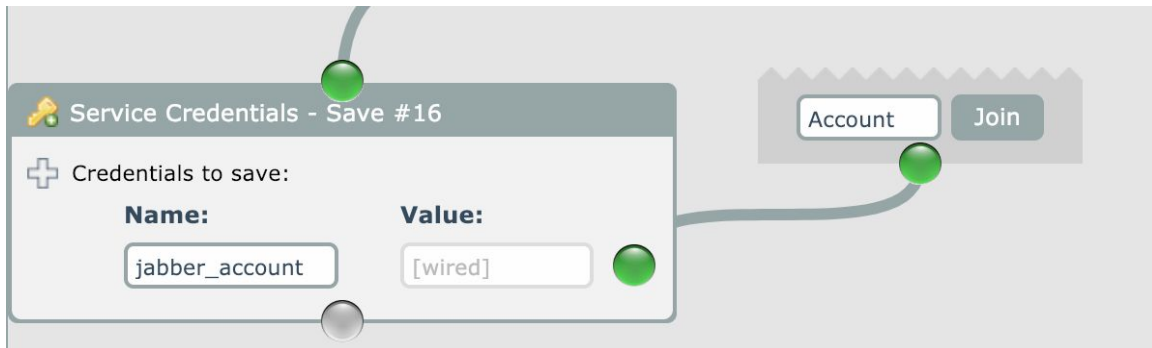 Service Credentials - Save #16
Account
Join
Credentials to save:
Name:
Value:
jabber_account
[wired]